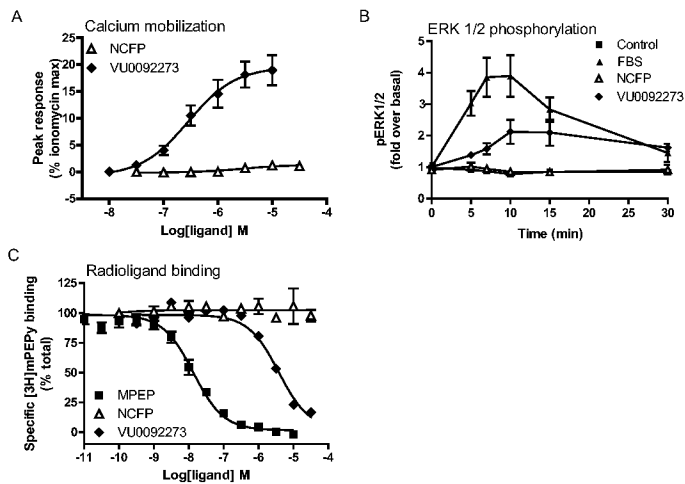 A
Calcium mobilization
NCFP
VU0092273
Peak response
(% ionomycin max)
25
20
15
10
5
0
-5
-8 -7 -6 -5 -4
Log[ligand] M
B
ERK 1/2 phosphorylation
Control
FBS
NCFP
VU0092273
pERK1/2
(fold over basal)
5
4
3
2
1
0
0 5 10 15 20 25 30
Time (min)
C
Radioligand binding
Specific [3H]mPEPy binding
(% total)
125
100
75
50
25
0
MPEP
NCFP
VU0092273
-11 -10 -9 -8 -7 -6 -5 -4
Log[ligand] M